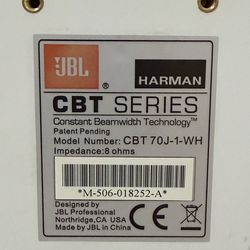 JBL
HARMAN
CBT SERIES
Constant Beamwidth Technology™
Patent Pending
Model Number: CBT 70J-1-WH
Impedance:8 ohms
*M-506-018252-A*
Designed by
JBL Professional
Northridge, CA USA
Made by JBL in China